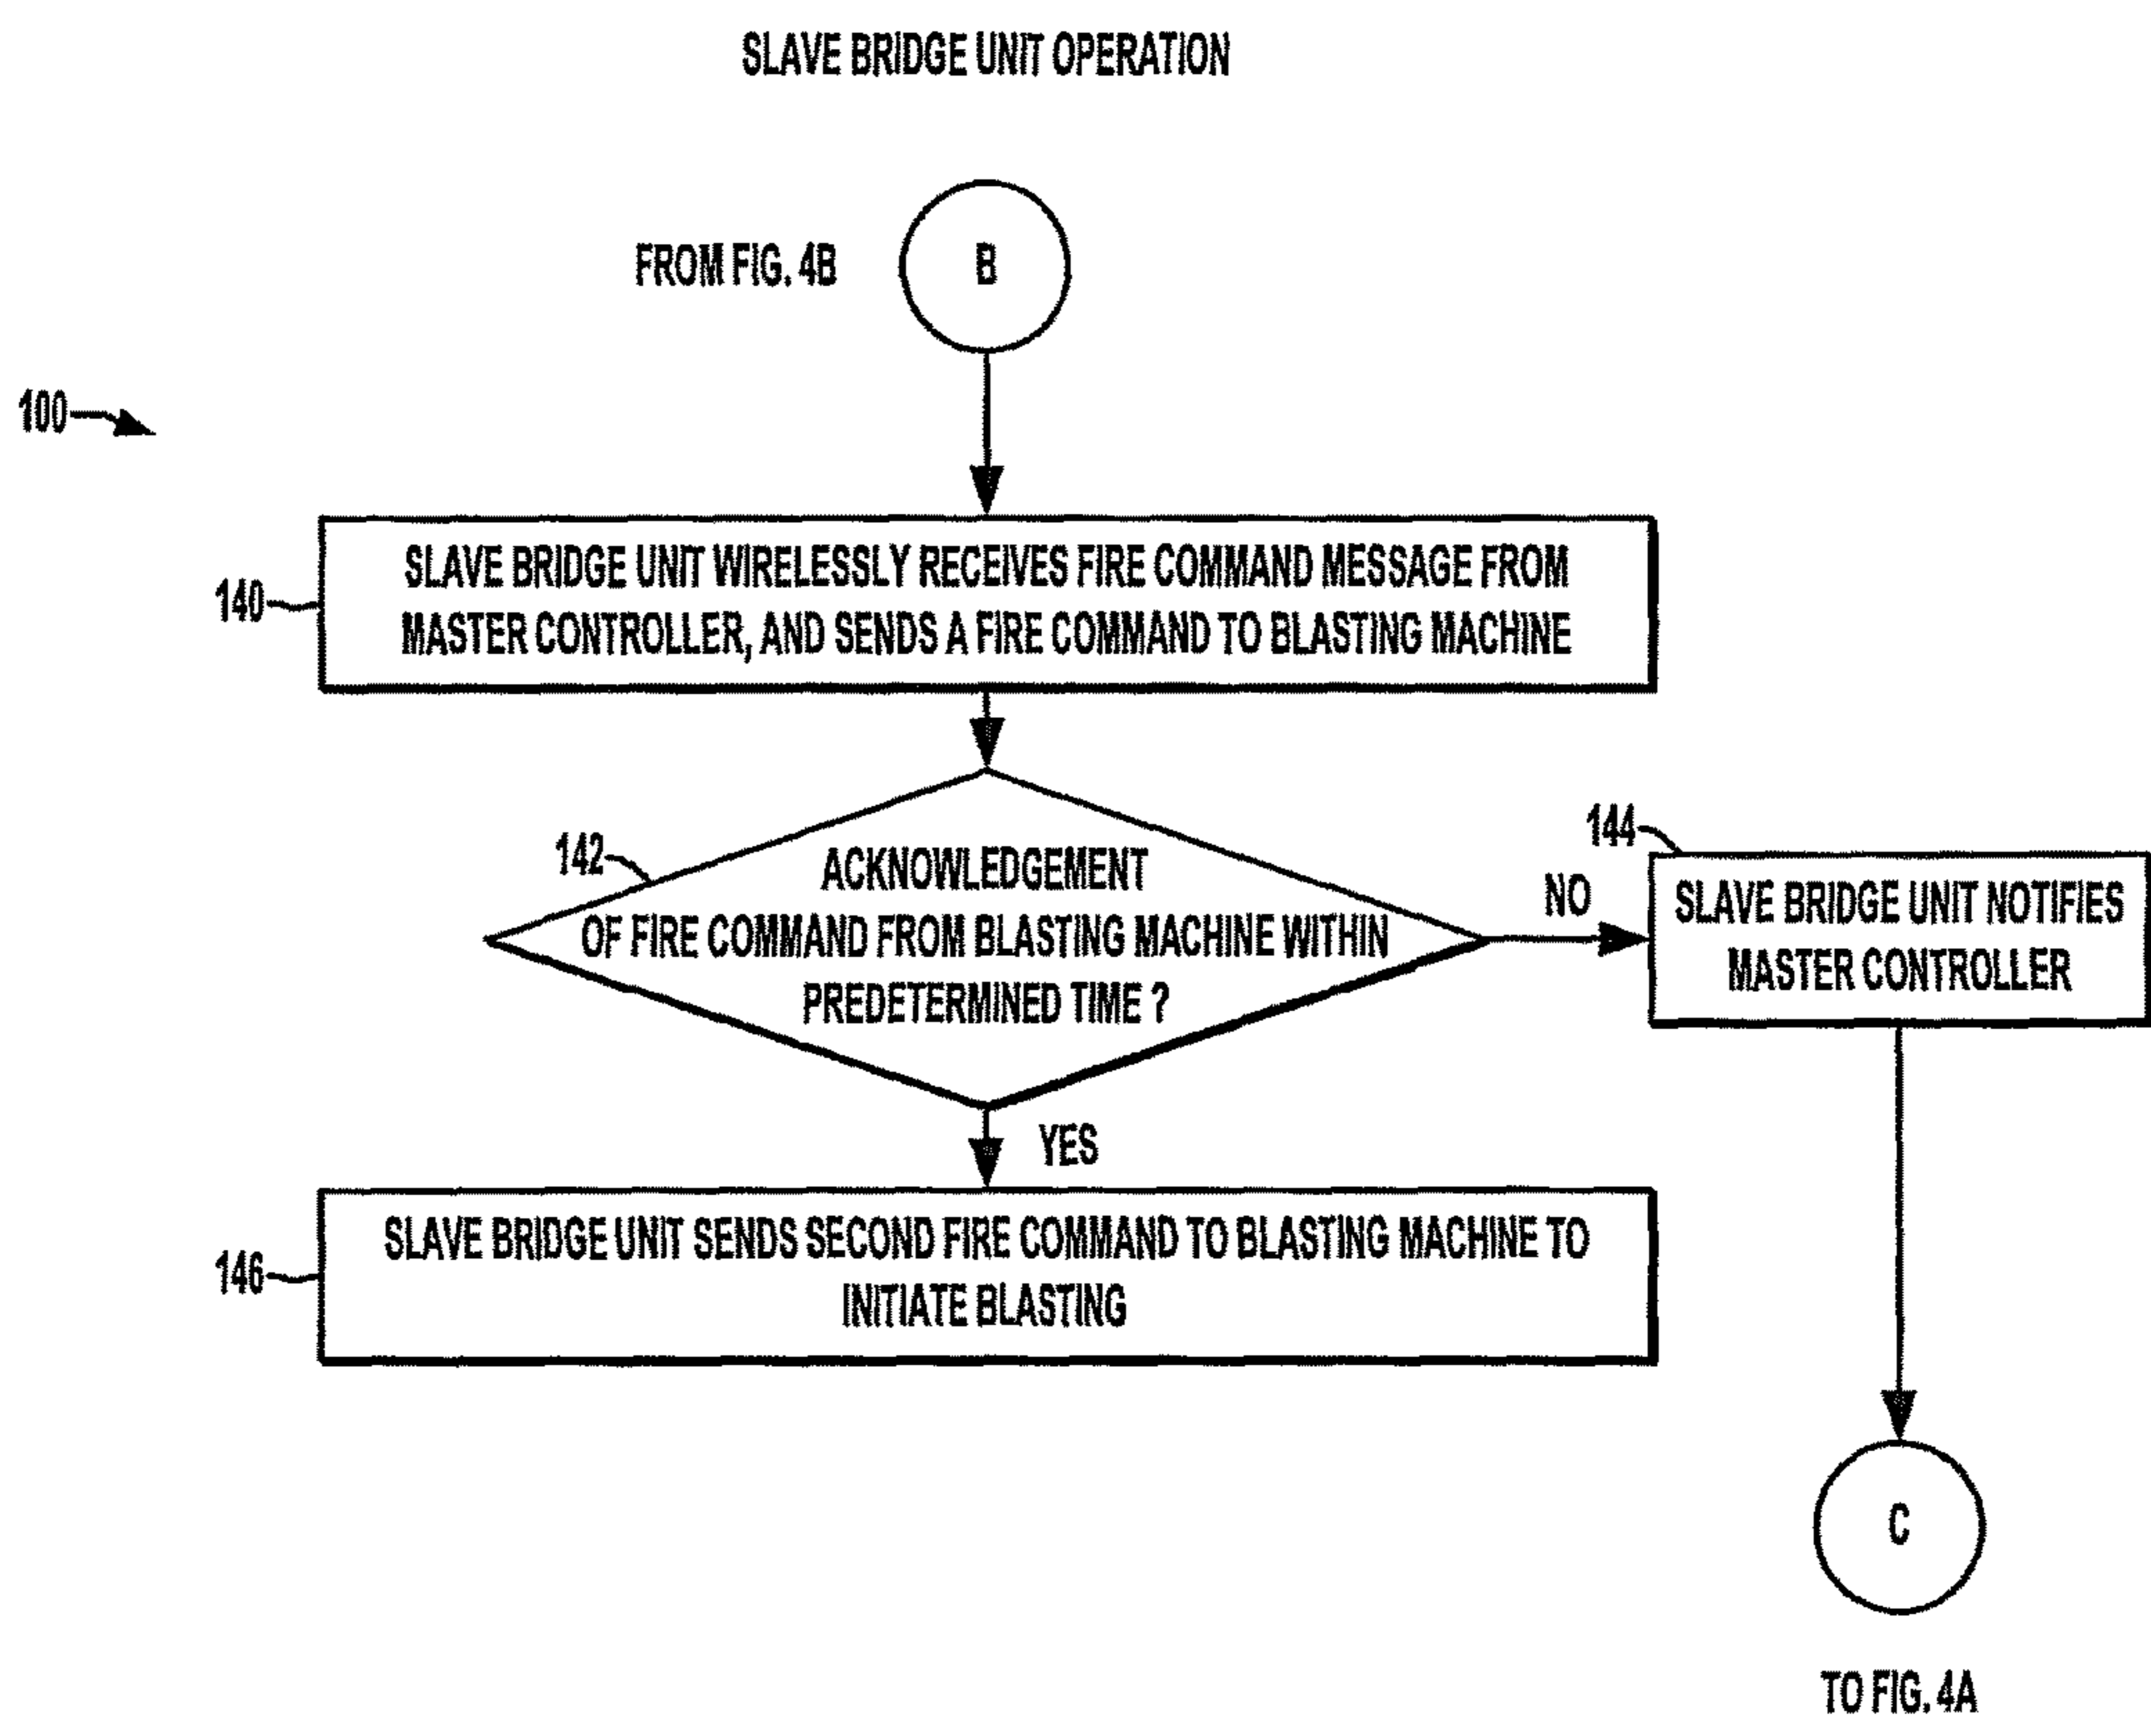 SLAVE BRIDGE UNIT OPERATION
FROM FIG. 4B
B
100
140
SLAVE BRIDGE UNIT WIRELESSLY RECEIVES FIRE COMMAND MESSAGE FROM
MASTER CONTROLLER, AND SENDS A FIRE COMMAND TO BLASTING MACHINE
142
ACKNOWLEDGEMENT
OF FIRE COMMAND FROM BLASTING MACHINE WITHIN
PREDETERMINED TIME ?
NO
144
SLAVE BRIDGE UNIT NOTIFIES
MASTER CONTROLLER
YES
146
SLAVE BRIDGE UNIT SENDS SECOND FIRE COMMAND TO BLASTING MACHINE TO
INITIATE BLASTING
C
TO FIG. 4A